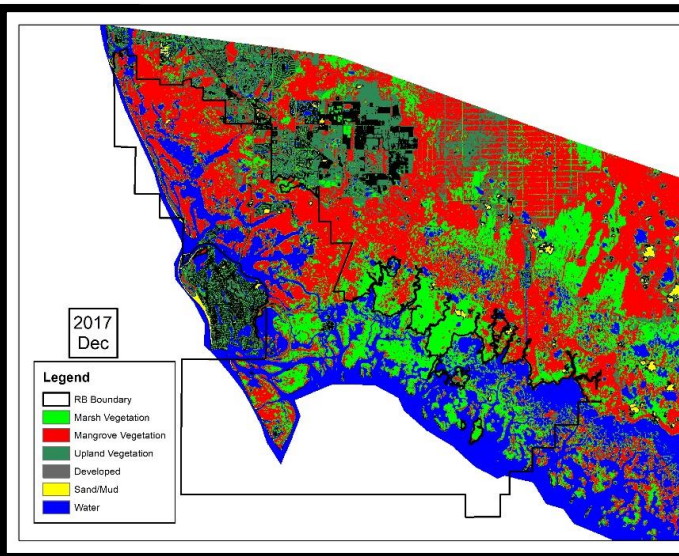 2017
Dec
Legend
RB Boundary
Marsh Vegetation
Mangrove Vegetation
Upland Vegetation
Developed
Sand/Mud
Water